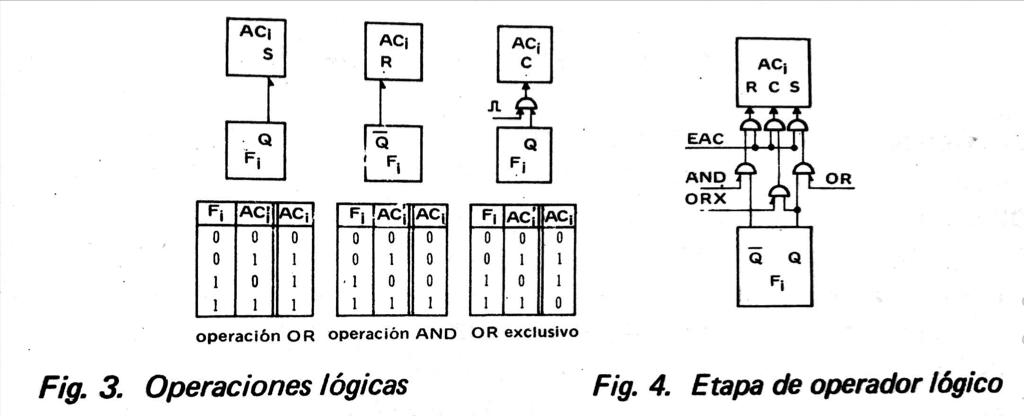 ACi
S
Q
Fi
ACi
R
Q̅
Fi
ACi
C
Q
Fi
Fi ACi' ACi
0 0 0
0 1 1
1 0 1
1 1 1
operación OR
Fi ACi' ACi
0 0 0
0 1 0
1 0 0
1 1 1
operación AND
Fi ACi' ACi
0 0 0
0 1 1
1 0 1
1 1 0
OR exclusivo
Fig. 3. Operaciones lógicas
ACi
R C S
EAC
AND
OR
ORX
Q̅ Q
Fi
Fig. 4. Etapa de operador lógico